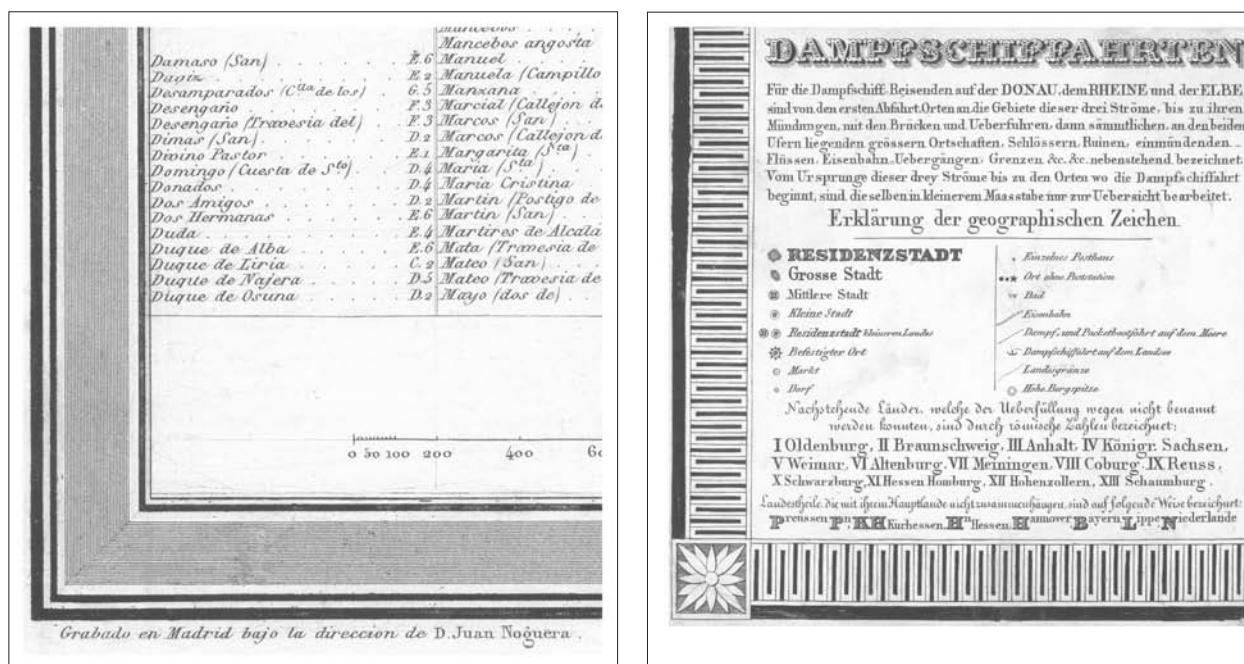 Mancebos
Mancebos angosta
Damaso (San) . . . . . . E.6 Manuel
Daoiz . . . . . . E.2 Manuela (Campillo
Desamparados (C.lla de los) . G.5 Manzana
Desengaño . . . . . . F.3 Marcial (Callejon d
Desengaño (Travesia del) . F.3 Marcos (San)
Dimas (San) . . . . . . D.2 Marcos (Callejon d
Divino Pastor . . . . . . E.1 Margarita (S.ta)
Domingo (Cuesta de S.to) . D.4 Maria (S.ta)
Donados . . . . . . D.4 Maria Cristina
Dos Amigos . . . . . . D.2 Martin (Postigo de
Dos Hermanas . . . . . . E.6 Martin (San)
Duda . . . . . . E.4 Martires de Alcalá
Duque de Alba . . . . . . E.6 Mata (Travesia de
Duque de Liria . . . . . . C.2 Mateo (San)
Duque de Najera . . . . . . D.5 Mateo (Travesia de
Duque de Osuna . . . . . . D.2 Mayo (dos de)
0 50 100 200 400 60
Grabado en Madrid bajo la direccion de D. Juan Noguera .
DAMPFSCHIFFAHRTEN
Für die Dampfschiff-Reisenden auf der DONAU, dem RHEINE und der ELBE
sind von den ersten Abfahrt.Orten an die Gebiete dieser drei Ströme, bis zu ihren
Mündungen, mit den Brücken und Ueberfuhren, dann sämmtlichen, an den beiden
Ufern liegenden grössern Ortschaften, Schlössern, Ruinen, einmündenden
Flüssen, Eisenbahn-Uebergängen, Grenzen &c. &c. nebenstehend bezeichnet.
Vom Ursprunge dieser drey Ströme bis zu den Orten wo die Dampfschiffahrt
beginnt, sind dieselben in kleinerem Maasstabe nur zur Uebersicht bearbeitet.
Erklärung der geographischen Zeichen
RESIDENZSTADT
Grosse Stadt
Mittlere Stadt
Kleine Stadt
Residenzstadt kleineren Landes
Befestigter Ort
Markt
Dorf
Einzelnes Posthaus
Ort ohne Poststation
Bad
Eisenbahn
Dampf, und Packetbootfahrt auf dem Meere
Dampfschiffahrt auf dem Landsee
Landesgränze
Hohe Bergspitze
Nachstehende Länder, welche der Ueberfüllung wegen nicht benannt
werden konnten, sind durch römische Zahlen bezeichnet:
I Oldenburg, II Braunschweig, III Anhalt, IV Königr. Sachsen,
V Weimar, VI Altenburg, VII Meiningen, VIII Coburg, IX Reuss,
X Schwarzburg, XI Hessen Homburg, XII Hohenzollern, XIII Schaumburg.
Landestheile, die mit ihrem Hauptlande nicht zusammenhängen, sind auf folgende Weise bezeichnet:
Preussen Pn, KH Kurhessen, Hn Hessen, Hannover, Bayern, Lippe, Niederlande